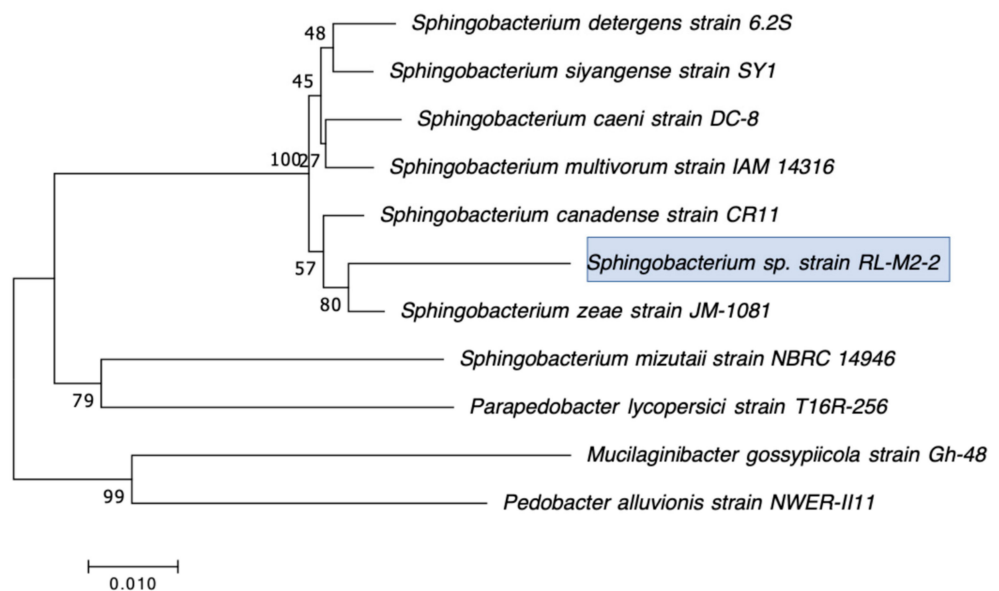 Sphingobacterium detergens strain 6.2S
48
Sphingobacterium siyangense strain SY1
45
Sphingobacterium caeni strain DC-8
100
27
Sphingobacterium multivorum strain IAM 14316
Sphingobacterium canadense strain CR11
57
Sphingobacterium sp. strain RL-M2-2
80
Sphingobacterium zeae strain JM-1081
Sphingobacterium mizutaii strain NBRC 14946
79
Parapedobacter lycopersici strain T16R-256
Mucilaginibacter gossypiicola strain Gh-48
99
Pedobacter alluvionis strain NWER-II11
0.010